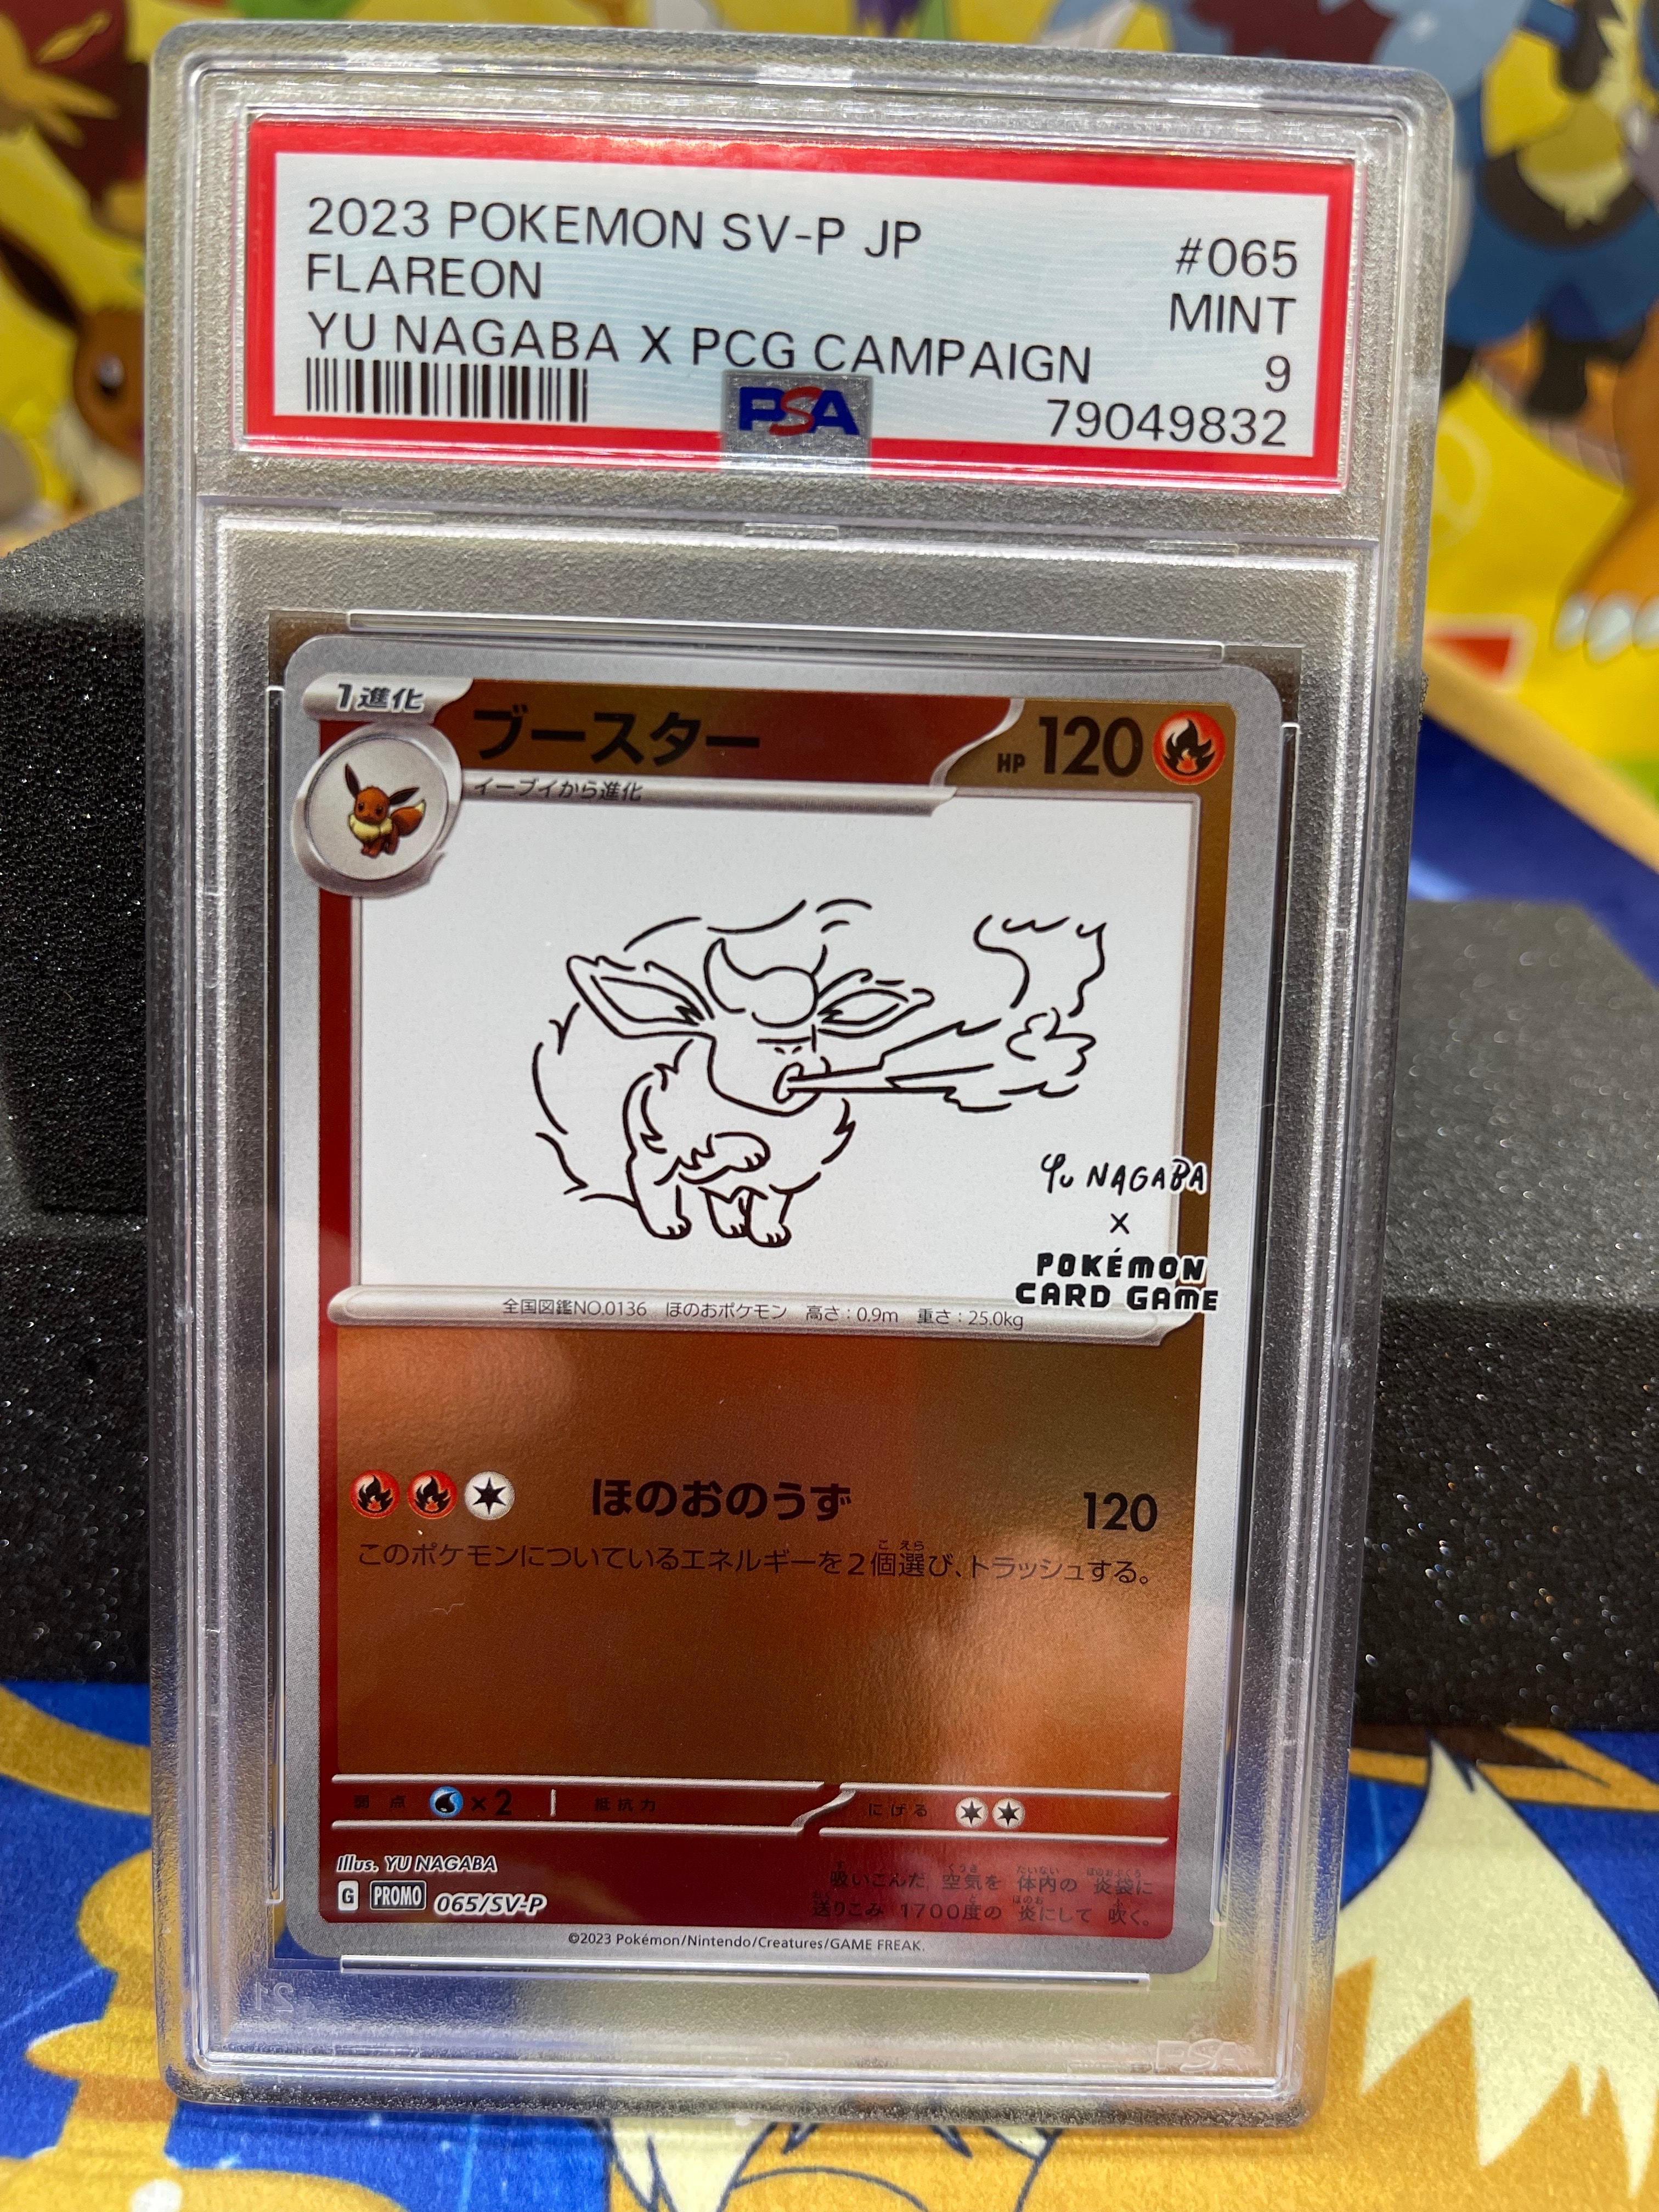 2023 POKEMON SV-P JP #065
FLAREON MINT
YU NAGABA X PCG CAMPAIGN 9
PSA 79049832
1進化
ブースター HP 120
イーブイから進化
Yu NAGABA
X
POKÉMON
CARD GAME
全国図鑑NO.0136 ほのおポケモン 高さ:0.9m 重さ:25.0kg
ほのおのうず 120
このポケモンについているエネルギーを2個選び、トラッシュする。
弱点 ×2 抵抗力 にげる
Illus. YU NAGABA
G PROMO 065/SV-P
吸いこんだ 空気を 体内の 炎袋に
送りこみ 1700度の 炎にして 吹く。
©2023 Pokémon/Nintendo/Creatures/GAME FREAK.
PSA